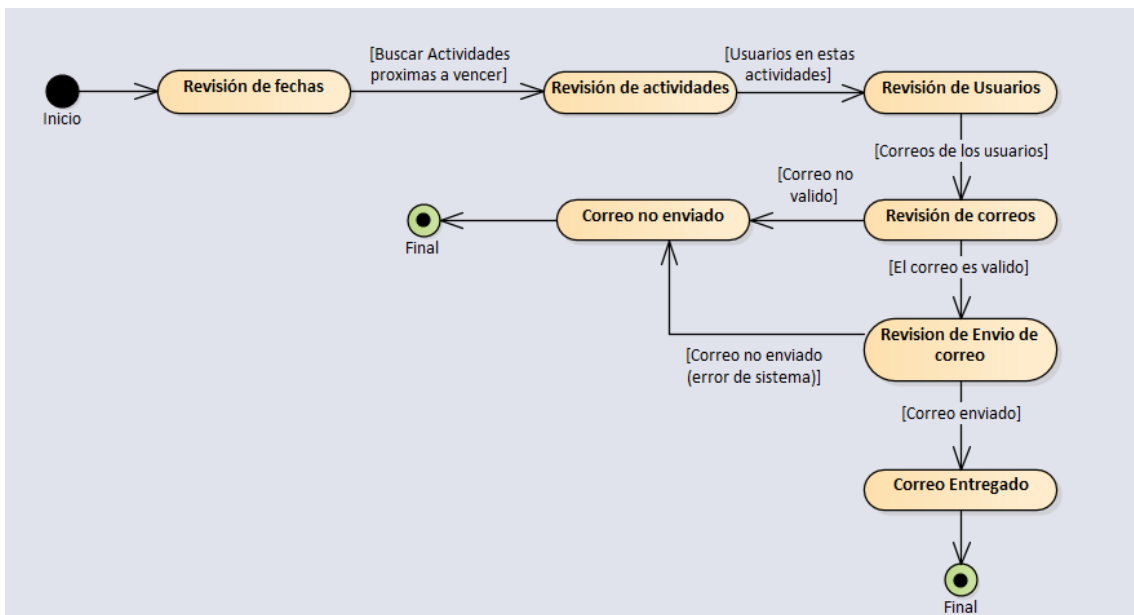 [Buscar Actividades
proximas a vencer]
[Usuarios en estas
actividades]
Revisión de fechas
Revisión de actividades
Revisión de Usuarios
Inicio
[Correos de los usuarios]
[Correo no
valido]
Correo no enviado
Revisión de correos
Final
[El correo es valido]
Revision de Envio de
correo
[Correo no enviado
(error de sistema)]
[Correo enviado]
Correo Entregado
Final